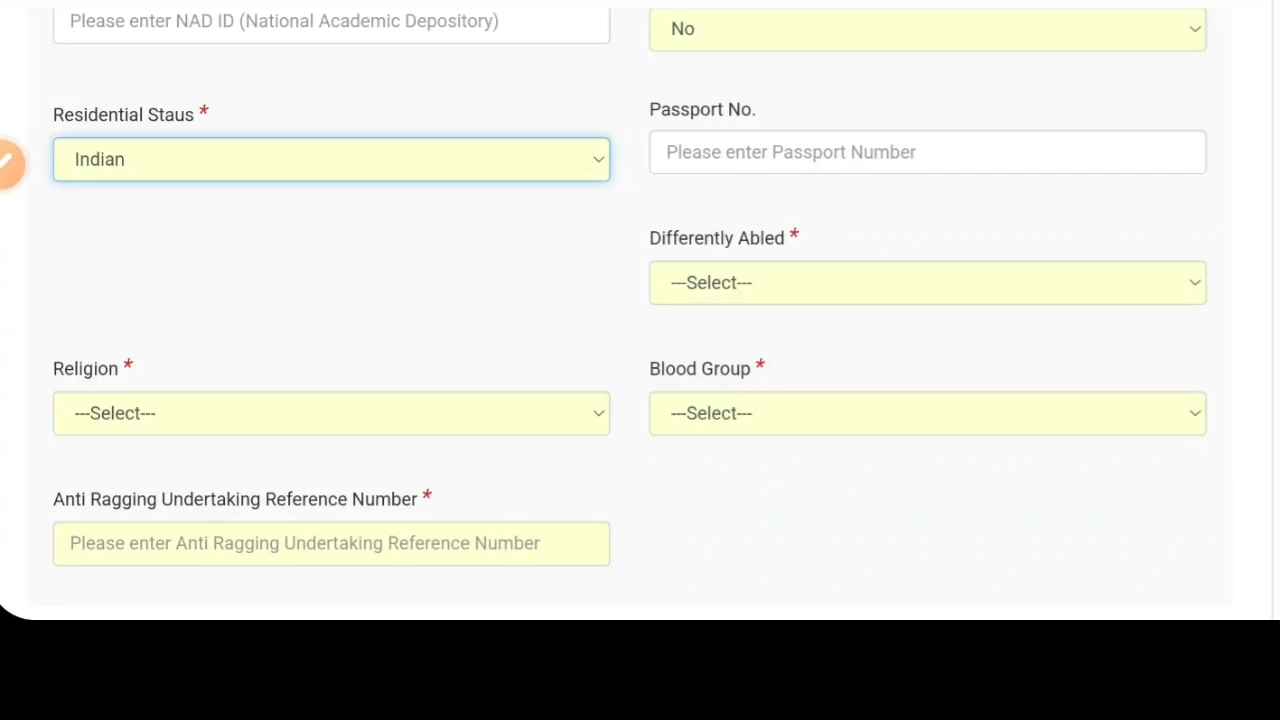 Please enter NAD ID (National Academic Depository)
No
Residential Staus *
Passport No.
Indian
Please enter Passport Number
Differently Abled *
---Select---
Religion *
Blood Group *
---Select---
---Select---
Anti Ragging Undertaking Reference Number *
Please enter Anti Ragging Undertaking Reference Number